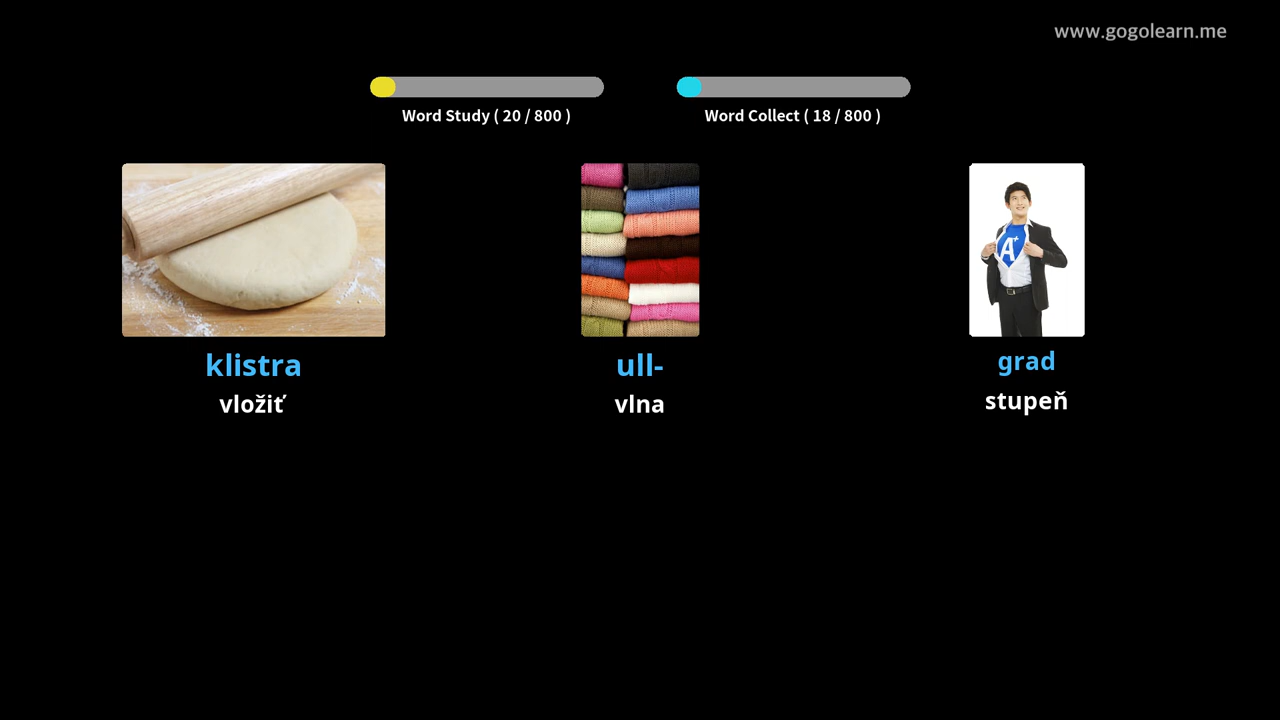 www.gogolearn.me
Word Study ( 20 / 800 )
Word Collect ( 18 / 800 )
A+
klistra
vložiť
ull-
vlna
grad
stupeň